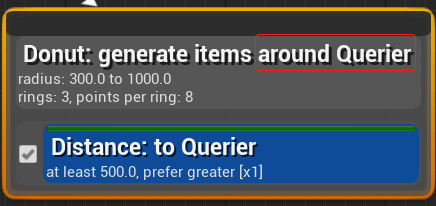 Donut: generate items around Querier
radius: 300.0 to 1000.0
rings: 3, points per ring: 8
Distance: to Querier
at least 500.0, prefer greater [x1]